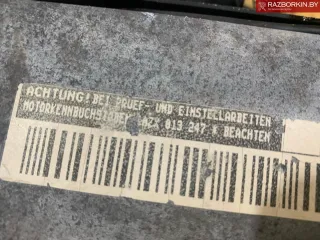 RAZBORKIN.BY
ACHTUNG! BEI PRUEF- UND EINSTELLARBEITEN
MOTORKENNBUCHSTABEN AZX 013 247 * BEACHTEN